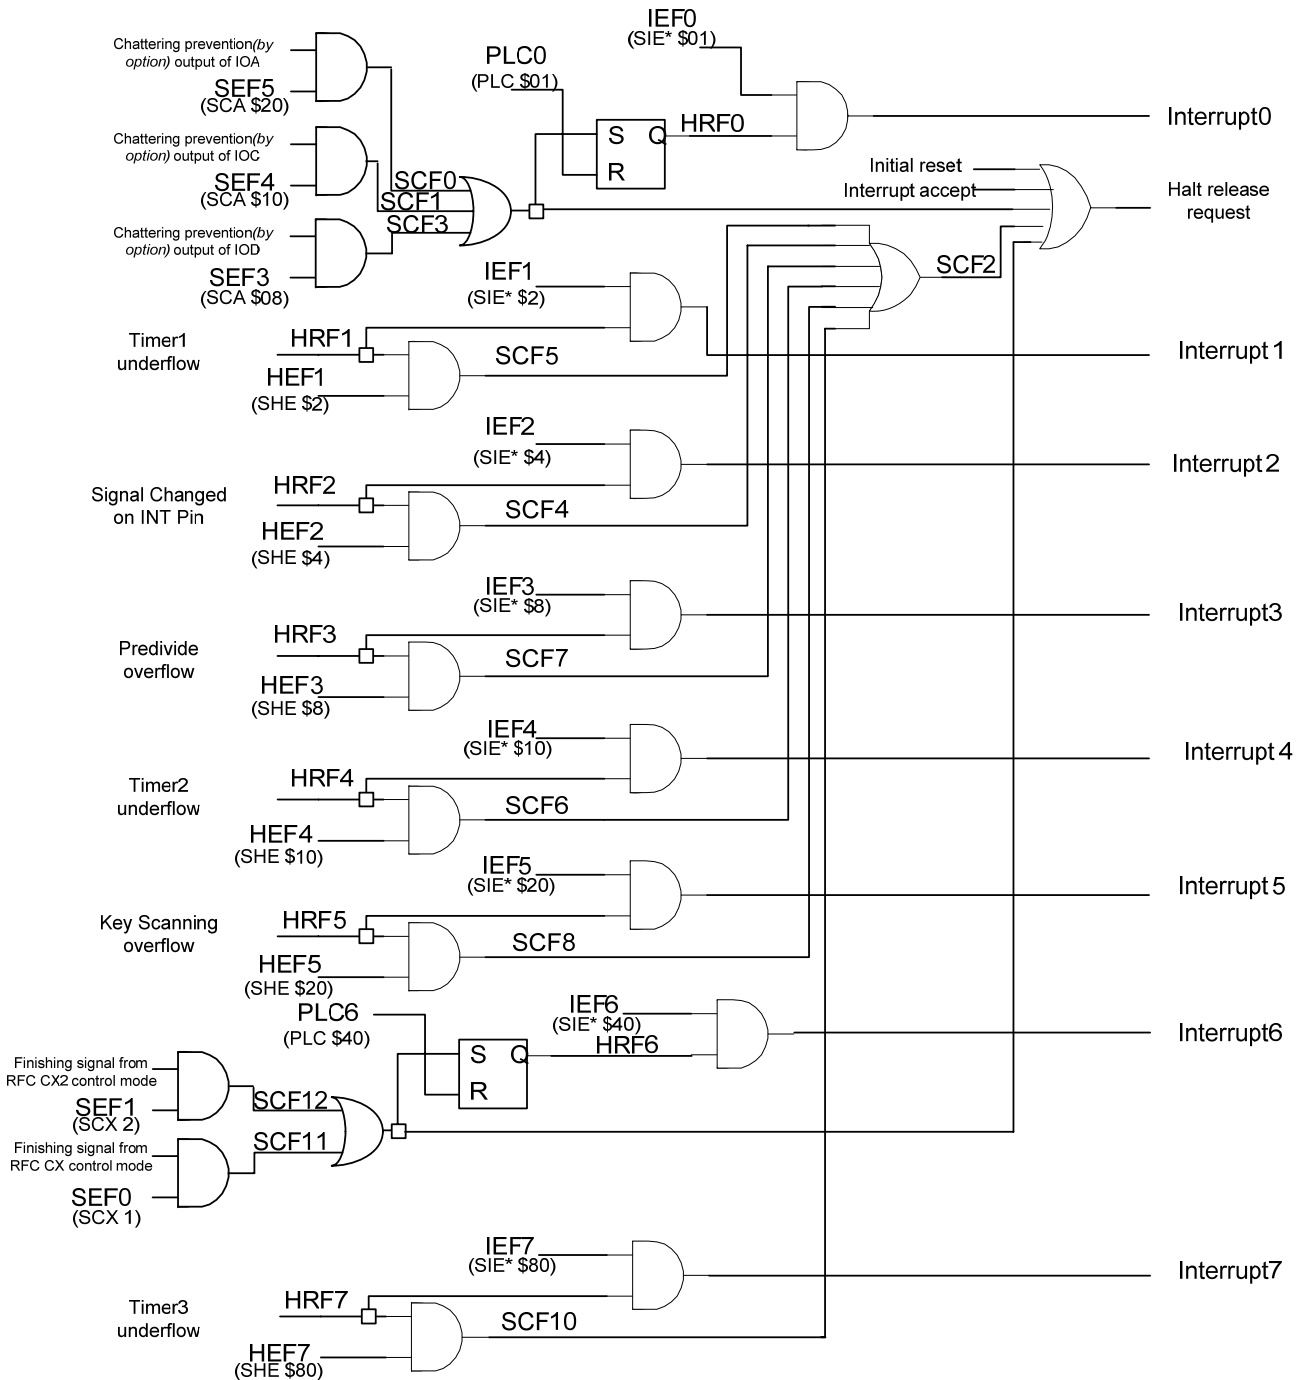 IEF0
(SIE* $01)
Chattering prevention(by
option) output of IOA
PLC0
(PLC $01)
SEF5
(SCA $20)
S Q
R
HRF0
Interrupt0
Chattering prevention(by
option) output of IOC
SEF4
(SCA $10)
SCF0
SCF1
SCF3
Initial reset
Interrupt accept
Halt release
request
Chattering prevention(by
option) output of IOD
SEF3
(SCA $08)
IEF1
(SIE* $2)
SCF2
Timer1
underflow
HRF1
HEF1
(SHE $2)
SCF5
Interrupt 1
IEF2
(SIE* $4)
Interrupt 2
Signal Changed
on INT Pin
HRF2
HEF2
(SHE $4)
SCF4
IEF3
(SIE* $8)
Interrupt3
Predivide
overflow
HRF3
HEF3
(SHE $8)
SCF7
IEF4
(SIE* $10)
Interrupt 4
Timer2
underflow
HRF4
HEF4
(SHE $10)
SCF6
IEF5
(SIE* $20)
Interrupt 5
Key Scanning
overflow
HRF5
HEF5
(SHE $20)
SCF8
PLC6
(PLC $40)
IEF6
(SIE* $40)
HRF6
Interrupt6
S Q
R
Finishing signal from
RFC CX2 control mode
SEF1
(SCX 2)
SCF12
SCF11
Finishing signal from
RFC CX control mode
SEF0
(SCX 1)
IEF7
(SIE* $80)
Interrupt7
Timer3
underflow
HRF7
HEF7
(SHE $80)
SCF10